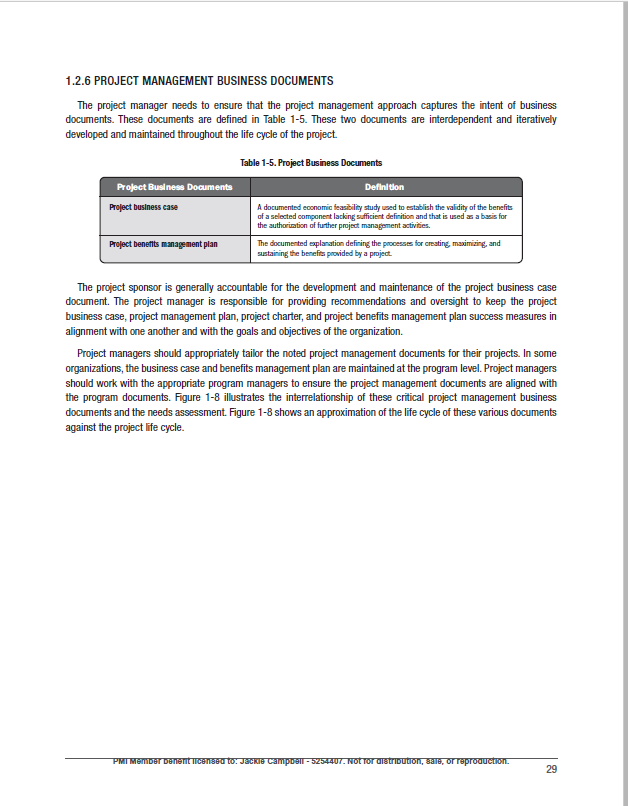 1.2.6 PROJECT MANAGEMENT BUSINESS DOCUMENTS
The project manager needs to ensure that the project management approach captures the intent of business
documents. These documents are defined in Table 1-5. These two documents are interdependent and iteratively
developed and maintained throughout the life cycle of the project.
Table 1-5. Project Business Documents
Project Business Documents
Definition
Project business case
A documented economic feasibility study used to establish the validity of the benefits
of a selected component lacking sufficient definition and that is used as a basis for
the authorization of further project management activities.
Project benefits management plan
The documented explanation defining the processes for creating, maximizing, and
sustaining the benefits provided by a project.
The project sponsor is generally accountable for the development and maintenance of the project business case
document. The project manager is responsible for providing recommendations and oversight to keep the project
business case, project management plan, project charter, and project benefits management plan success measures in
alignment with one another and with the goals and objectives of the organization.
Project managers should appropriately tailor the noted project management documents for their projects. In some
organizations, the business case and benefits management plan are maintained at the program level. Project managers
should work with the appropriate program managers to ensure the project management documents are aligned with
the program documents. Figure 1-8 illustrates the interrelationship of these critical project management business
documents and the needs assessment. Figure 1-8 shows an approximation of the life cycle of these various documents
against the project life cycle.
PMI Member benefit licensed to: Jackie Campbell - 5254407. Not for distribution, sale, or reproduction.
29